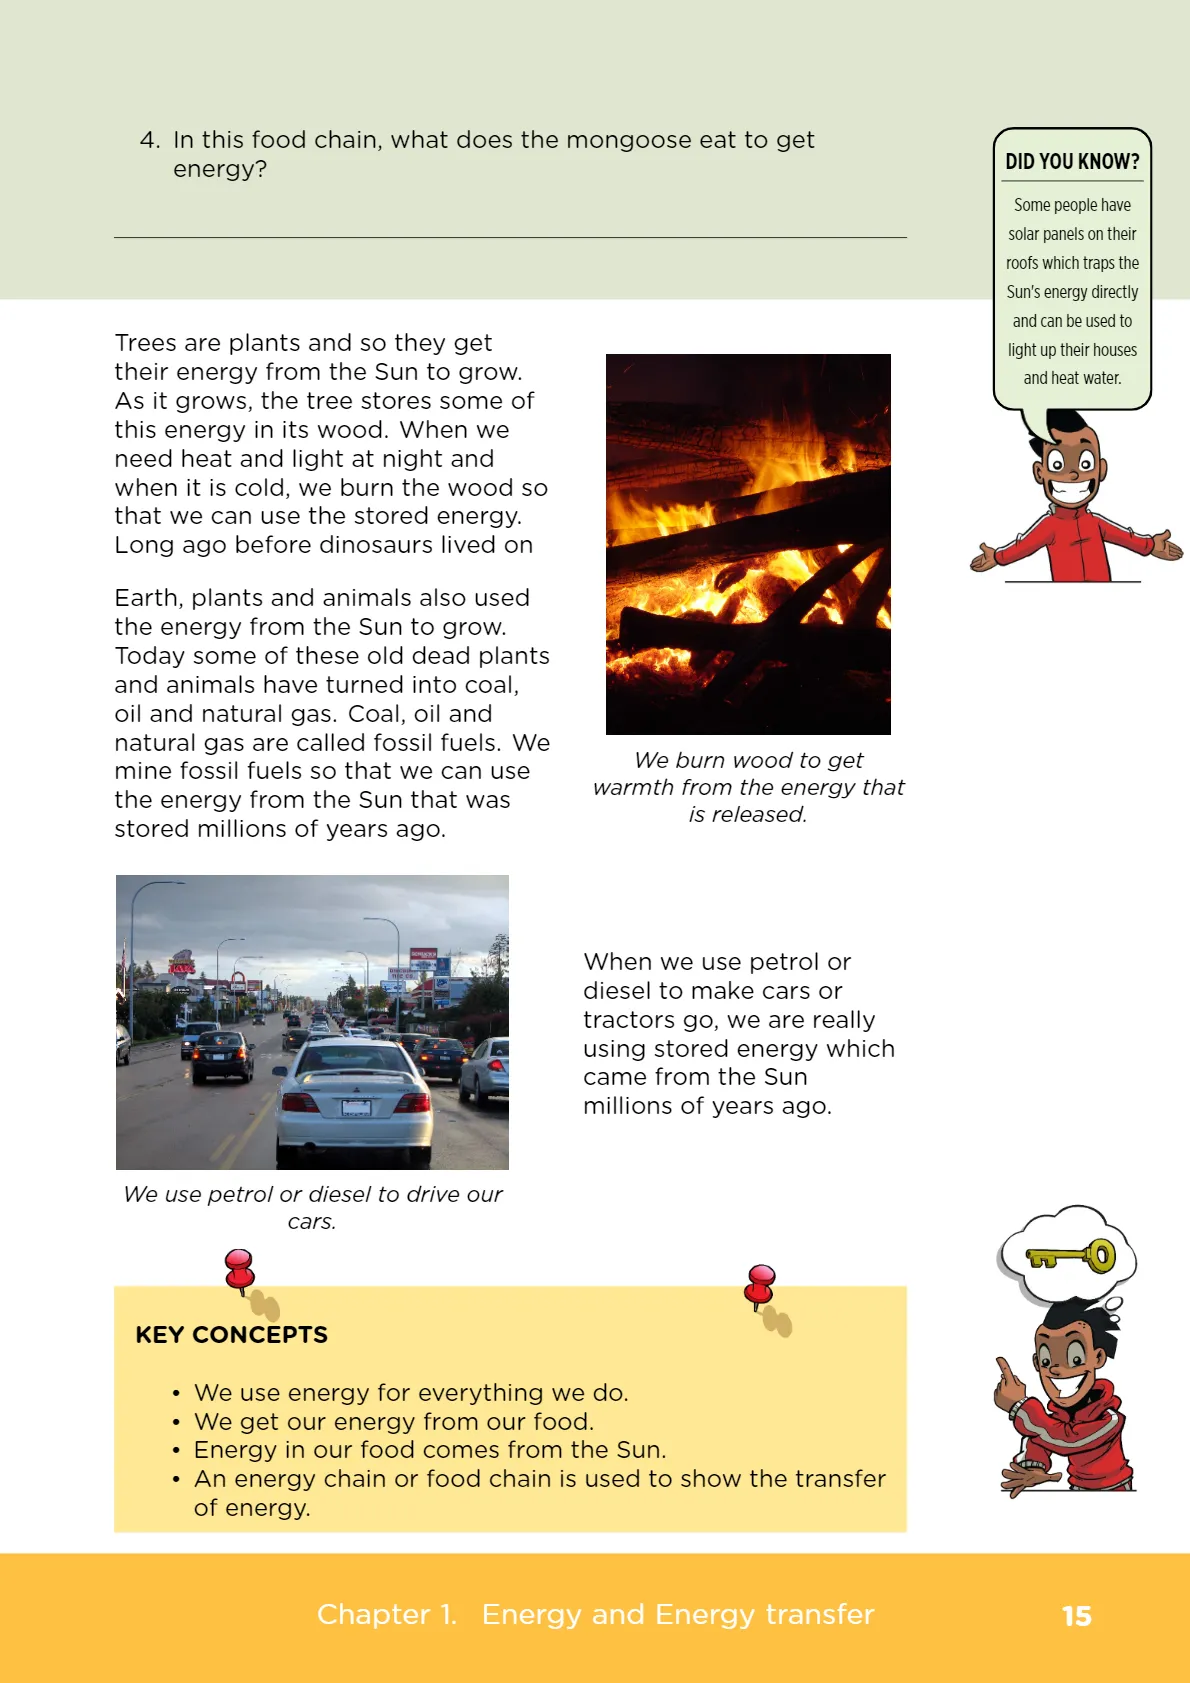 4. In this food chain, what does the mongoose eat to get
energy?
DID YOU KNOW?
Some people have
solar panels on their
roofs which traps the
Sun's energy directly
and can be used to
light up their houses
and heat water.
Trees are plants and so they get
their energy from the Sun to grow.
As it grows, the tree stores some of
this energy in its wood. When we
need heat and light at night and
when it is cold, we burn the wood so
that we can use the stored energy.
Long ago before dinosaurs lived on
Earth, plants and animals also used
the energy from the Sun to grow.
Today some of these old dead plants
and animals have turned into coal,
oil and natural gas. Coal, oil and
natural gas are called fossil fuels. We
mine fossil fuels so that we can use
the energy from the Sun that was
stored millions of years ago.
We burn wood to get
warmth from the energy that
is released.
When we use petrol or
diesel to make cars or
tractors go, we are really
using stored energy which
came from the Sun
millions of years ago.
We use petrol or diesel to drive our
cars.
KEY CONCEPTS
• We use energy for everything we do.
• We get our energy from our food.
• Energy in our food comes from the Sun.
• An energy chain or food chain is used to show the transfer
of energy.
Chapter 1. Energy and Energy transfer 15